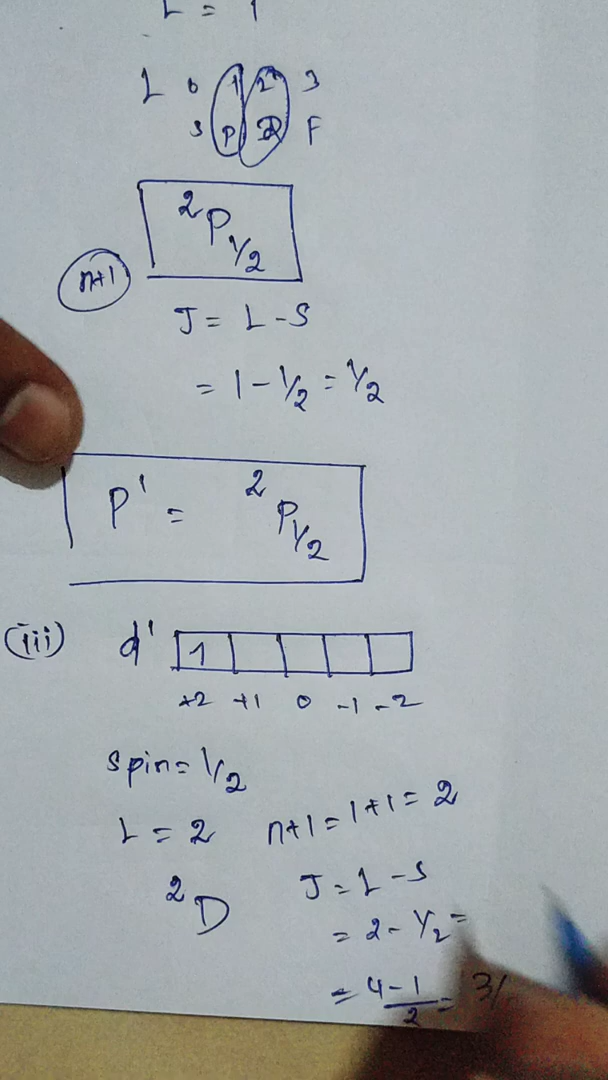 L = 1
L 0 1 2 3
S P D F
²P₁/₂
n+1
J = L - S
= 1 - 1/2 = 1/2
P¹ = ²P₁/₂
(iii) d¹ 1
+2 +1 0 -1 -2
spin = 1/2
L = 2 n+1 = 1+1 = 2
²D J = L - S
= 2 - 1/2 =
= 4-1/2 = 3/